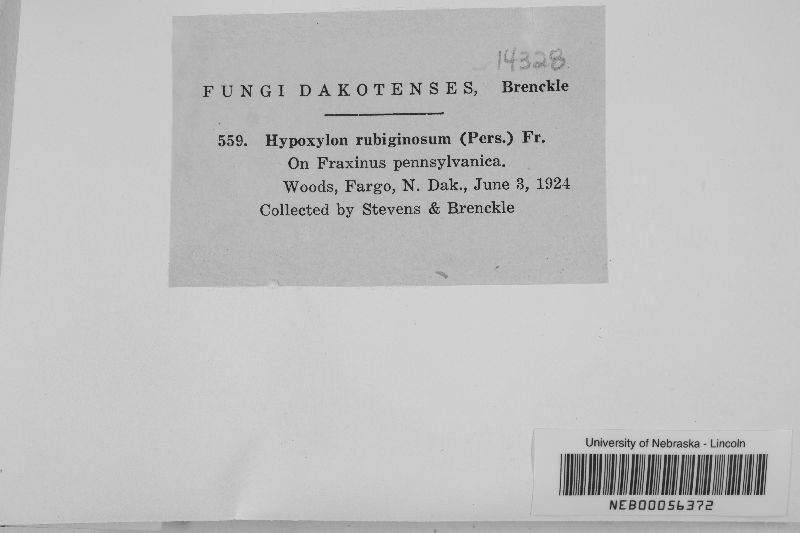 14328
FUNGI DAKOTENSES, Brenckle
559. Hypoxylon rubiginosum (Pers.) Fr.
On Fraxinus pennsylvanica.
Woods, Fargo, N. Dak., June 3, 1924
Collected by Stevens & Brenckle
University of Nebraska - Lincoln
NEB00056372